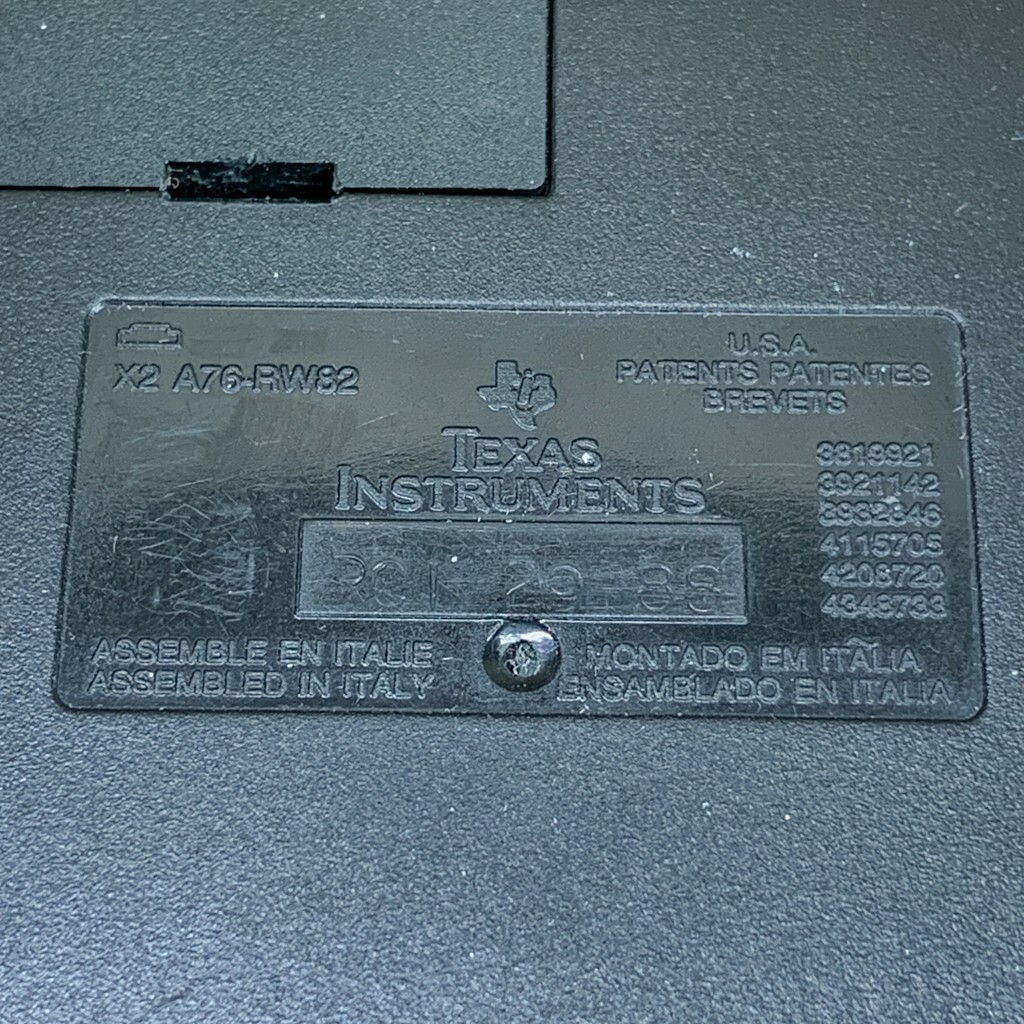 X2 A76-RW82
TEXAS
INSTRUMENTS
U.S.A.
PATENTS PATENTES
BREVETS
3819921
3921142
3932846
4115705
4208720
4348733
ASSEMBLE EN ITALIE
ASSEMBLED IN ITALY
MONTADO EM ITÃLIA
ENSAMBLADO EN ITALIA